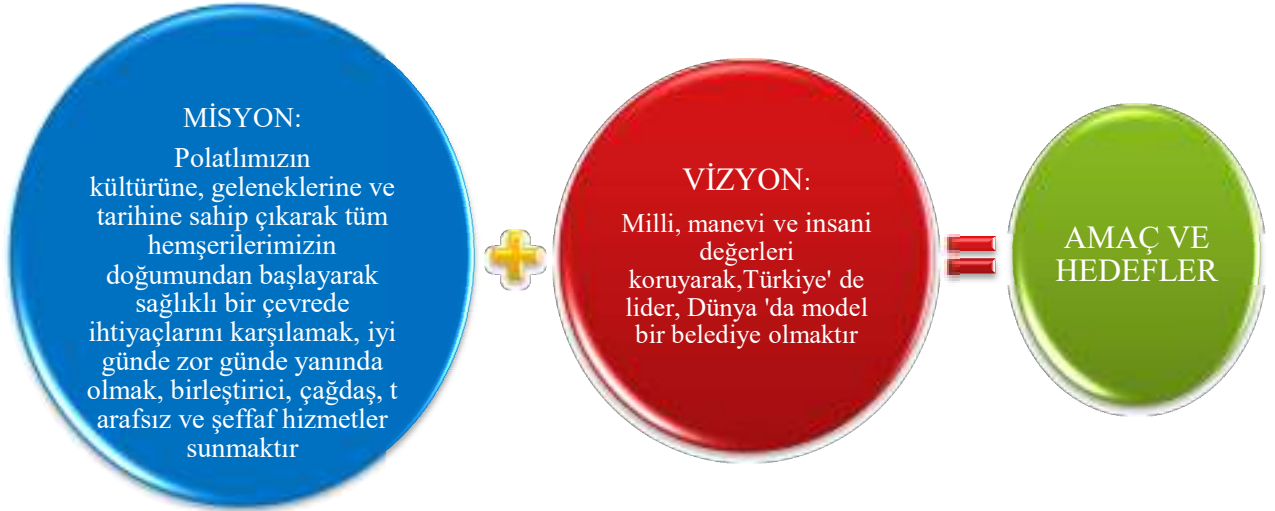 MİSYON:
Polatlımızın
kültürüne, geleneklerine ve
tarihine sahip çıkarak tüm
hemşerilerimizin
doğumundan başlayarak
sağlıklı bir çevrede
ihtiyaçlarını karşılamak, iyi
günde zor günde yanında
olmak, birleştirici, çağdaş, t
arafsız ve şeffaf hizmetler
sunmaktır
VİZYON:
Milli, manevi ve insani
değerleri
koruyarak,Türkiye' de
lider, Dünya 'da model
bir belediye olmaktır
AMAÇ VE
HEDEFLER